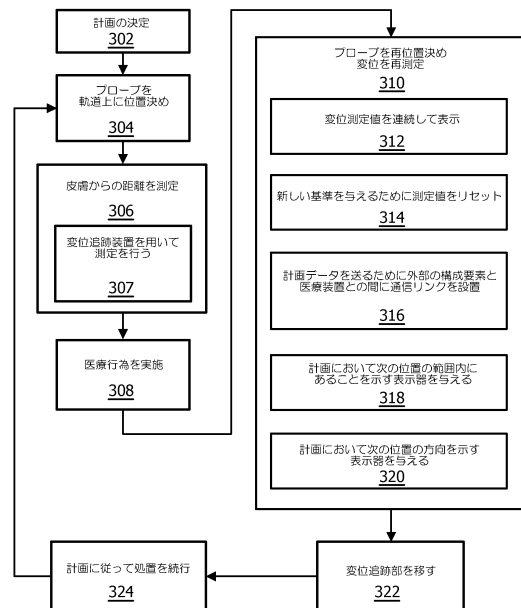 計画の決定
302
プローブを
軌道上に位置決め
304
皮膚からの距離を測定
306
変位追跡装置を用いて
測定を行う
307
医療行為を実施
308
プローブを再位置決め
変位を再測定
310
変位測定値を連続して表示
312
新しい基準を与えるために測定値をリセット
314
計画データを送るために外部の構成要素と
医療装置との間に通信リンクを設置
316
計画において次の位置の範囲内に
あることを示す表示器を与える
318
計画において次の位置の方向を示す
表示器を与える
320
変位追跡部を移す
322
計画に従って処置を続行
324